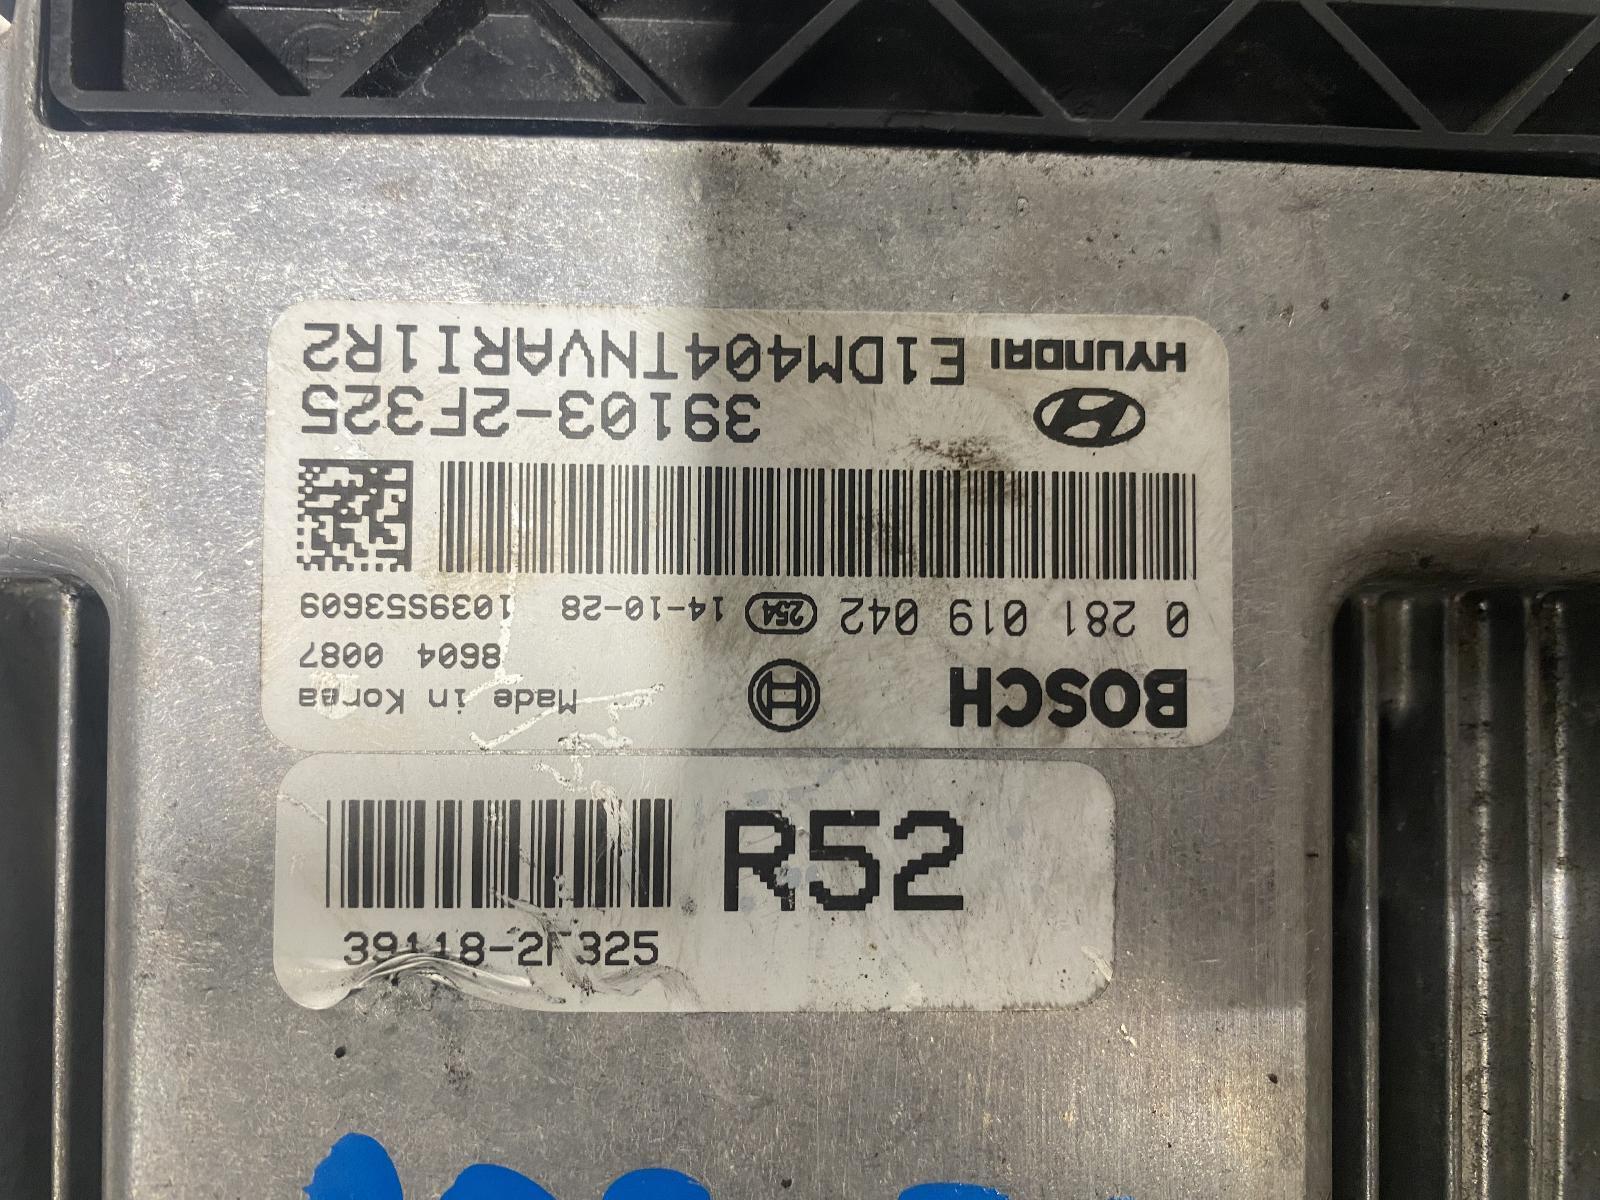 BOSCH
Made in Korea
8604 0087
0 281 019 042 254 14-10-28 1039S53609
39103-2F325
HYUNDAI E1DM404TNVARI1R2
R52
39118-2F325